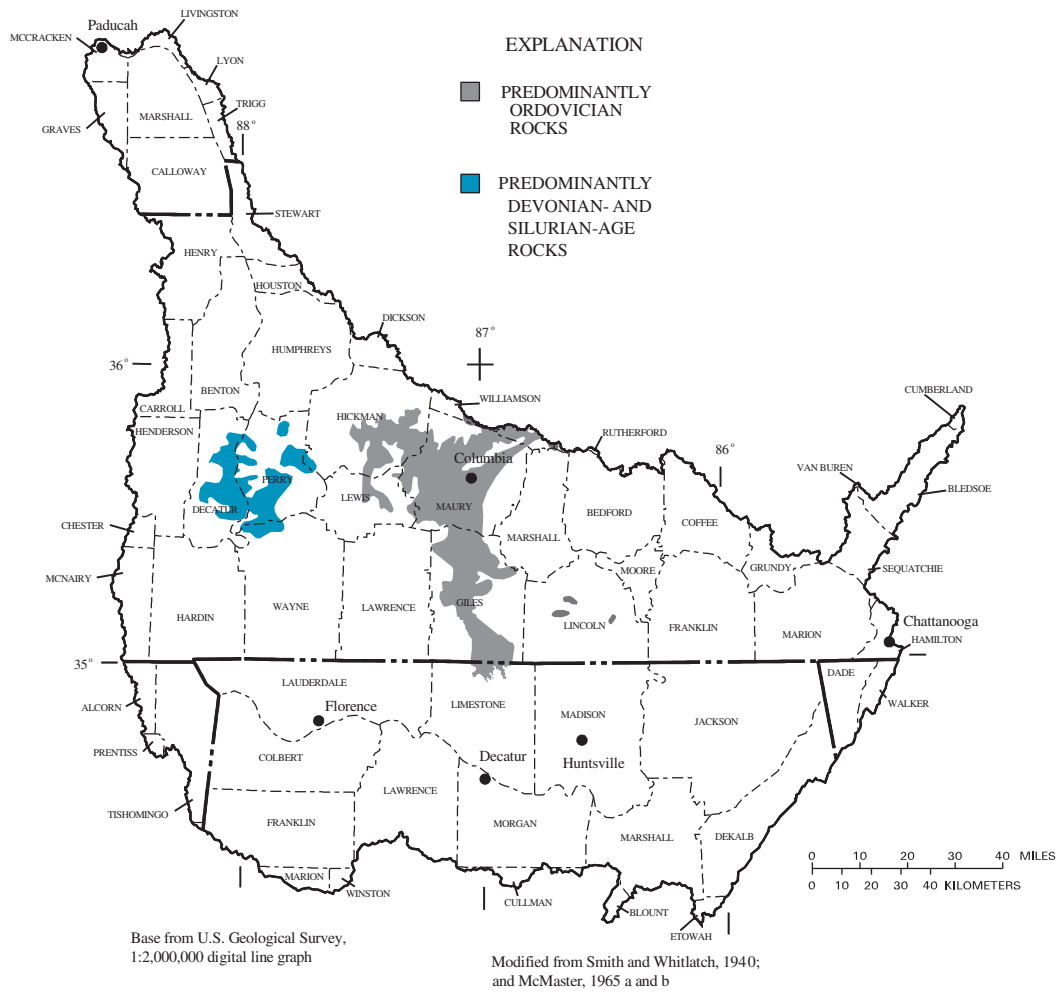 LIVINGSTON
Paducah
MCCRACKEN
LYON
TRIGG
MARSHALL
GRAVES
88°
CALLOWAY
STEWART
EXPLANATION
PREDOMINANTLY
ORDOVICIAN
ROCKS
PREDOMINANTLY
DEVONIAN- AND
SILURIAN-AGE
ROCKS
HENRY
HOUSTON
DICKSON
87°
HUMPHREYS
36°
BENTON
WILLIAMSON
CUMBERLAND
CARROLL
HICKMAN
HENDERSON
RUTHERFORD
86°
Columbia
VAN BUREN
PERRY
BLEDSOE
LEWIS
DECATUR
MAURY
BEDFORD
COFFEE
CHESTER
MARSHALL
MCNAIRY
MOORE
GRUNDY
SEQUATCHIE
HARDIN
WAYNE
LAWRENCE
GILES
LINCOLN
FRANKLIN
MARION
Chattanooga
HAMILTON
35°
DADE
LAUDERDALE
LIMESTONE
MADISON
JACKSON
WALKER
ALCORN
Florence
PRENTISS
COLBERT
Decatur
Huntsville
LAWRENCE
TISHOMINGO
FRANKLIN
MORGAN
MARSHALL
DEKALB
MARION
WINSTON
CULLMAN
BLOUNT
ETOWAH
0 10 20 30 40 MILES
0 10 20 30 40 KILOMETERS
Base from U.S. Geological Survey,
1:2,000,000 digital line graph
Modified from Smith and Whitlatch, 1940;
and McMaster, 1965 a and b